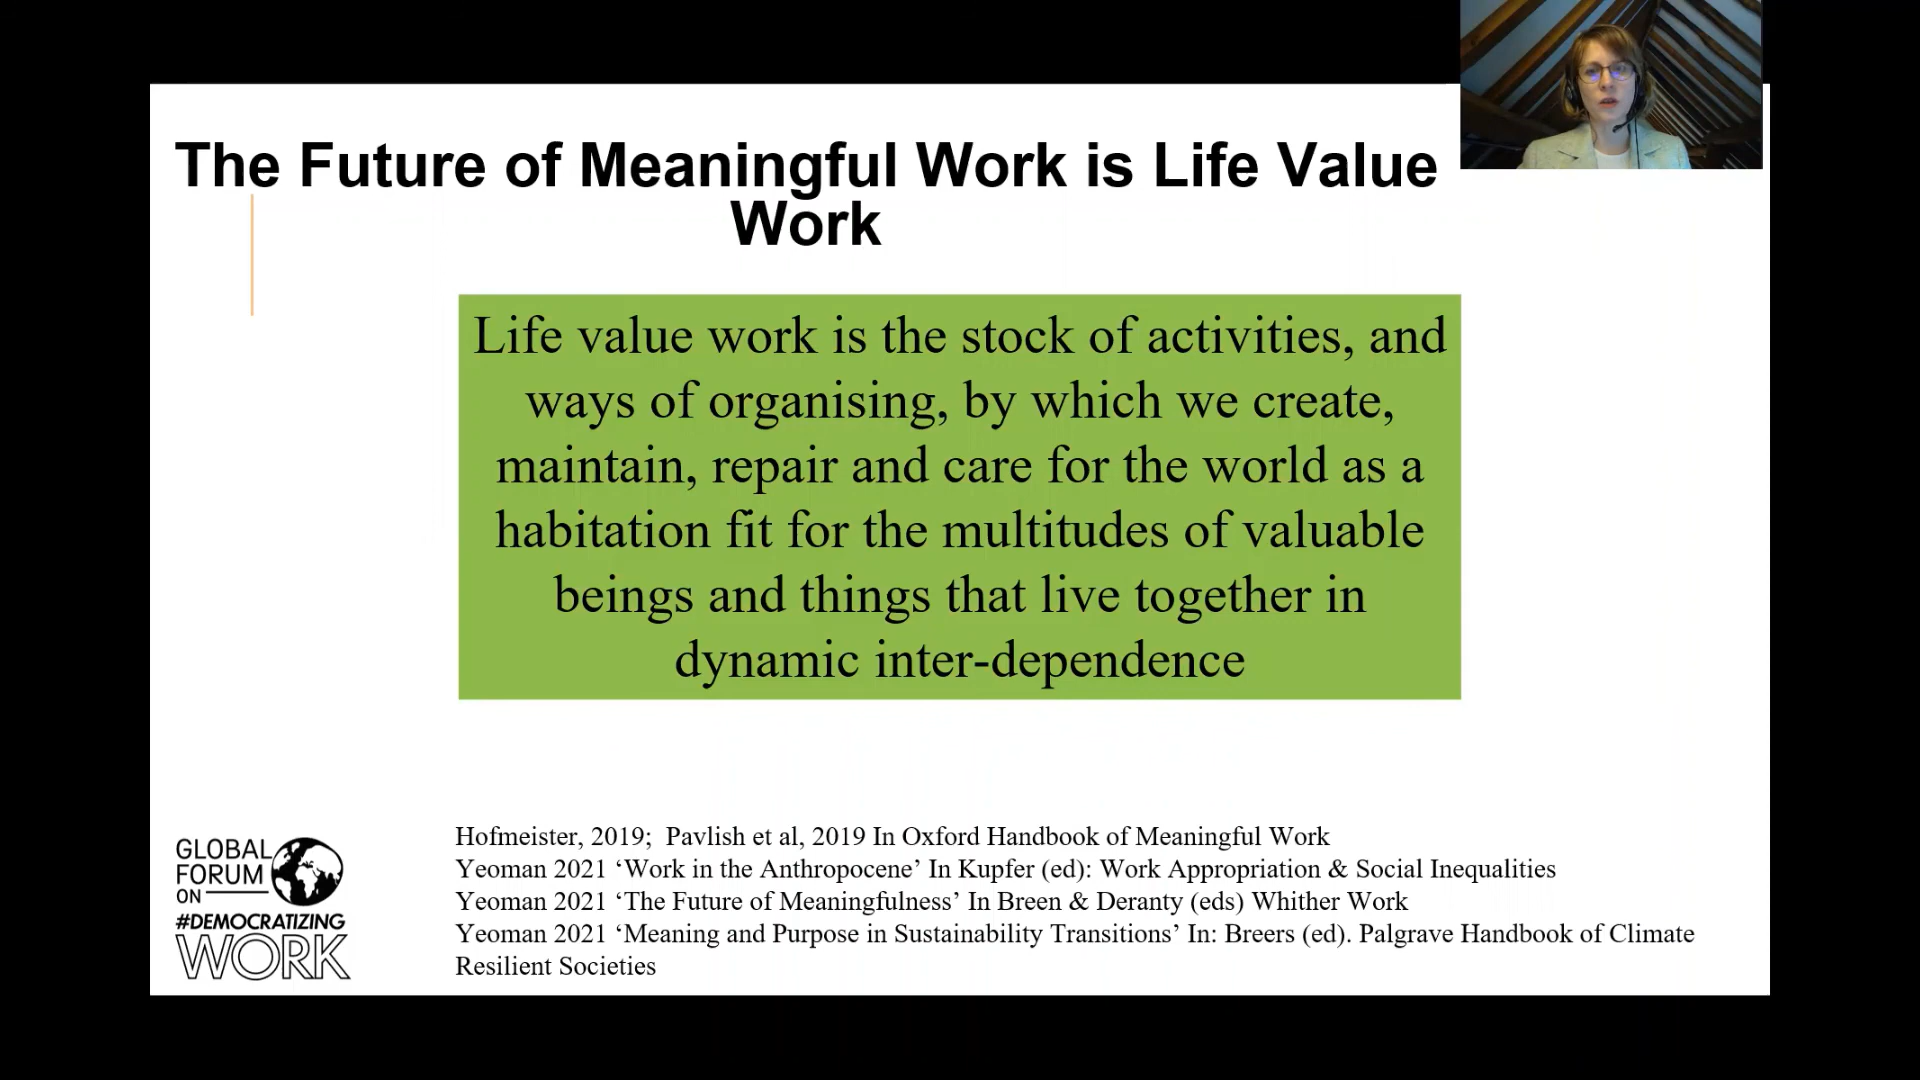 The Future of Meaningful Work is Life Value
Work
Life value work is the stock of activities, and
ways of organising, by which we create,
maintain, repair and care for the world as a
habitation fit for the multitudes of valuable
beings and things that live together in
dynamic inter-dependence
GLOBAL
FORUM
ON
#DEMOCRATIZING
WORK
Hofmeister, 2019;  Pavlish et al, 2019 In Oxford Handbook of Meaningful Work
Yeoman 2021 ‘Work in the Anthropocene’ In Kupfer (ed): Work Appropriation & Social Inequalities
Yeoman 2021 ‘The Future of Meaningfulness’ In Breen & Deranty (eds) Whither Work
Yeoman 2021 ‘Meaning and Purpose in Sustainability Transitions’ In: Breers (ed). Palgrave Handbook of Climate
Resilient Societies